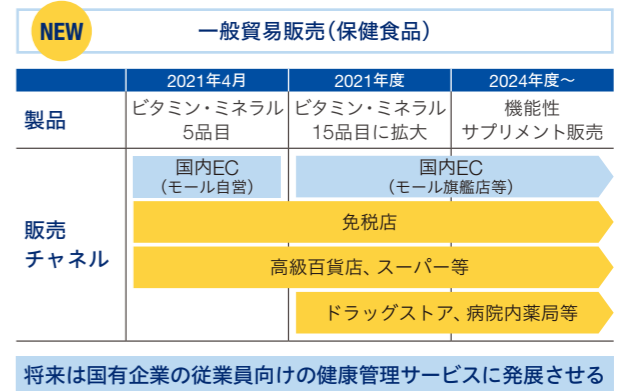 NEW
一般貿易販売（保健食品）
2021年4月 2021年度 2024年度～
製品
ビタミン・ミネラル
5品目
ビタミン・ミネラル
15品目に拡大
機能性
サプリメント販売
販売
チャネル
国内EC
（モール自営）
国内EC
（モール旗艦店等）
免税店
高級百貨店、スーパー等
ドラッグストア、病院内薬局等
将来は国有企業の従業員向けの健康管理サービスに発展させる